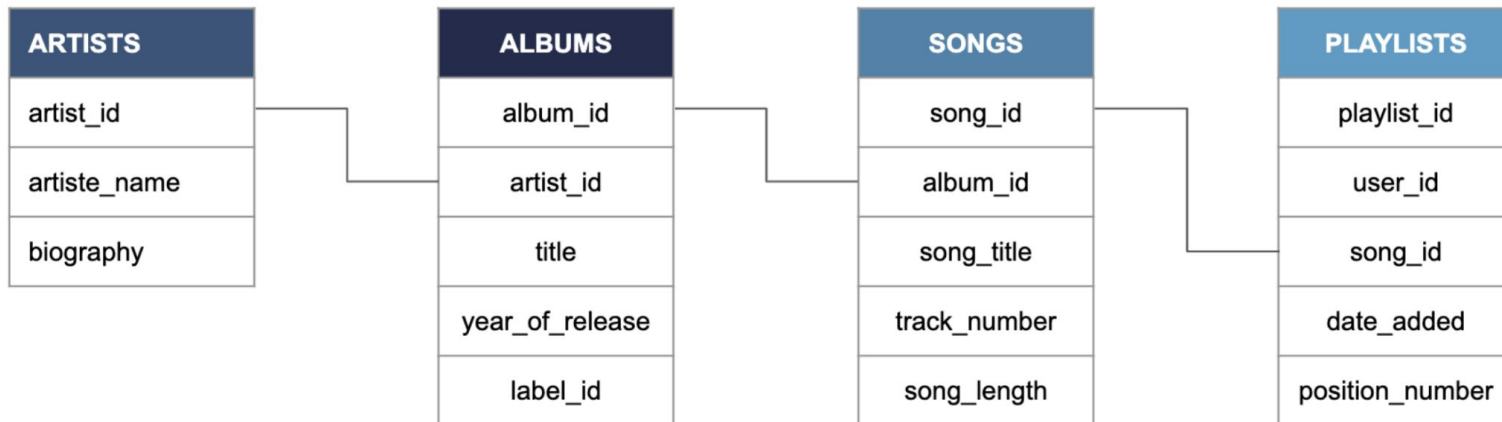 ARTISTS
artist_id
artiste_name
biography
ALBUMS
album_id
artist_id
title
year_of_release
label_id
SONGS
song_id
album_id
song_title
track_number
song_length
PLAYLISTS
playlist_id
user_id
song_id
date_added
position_number